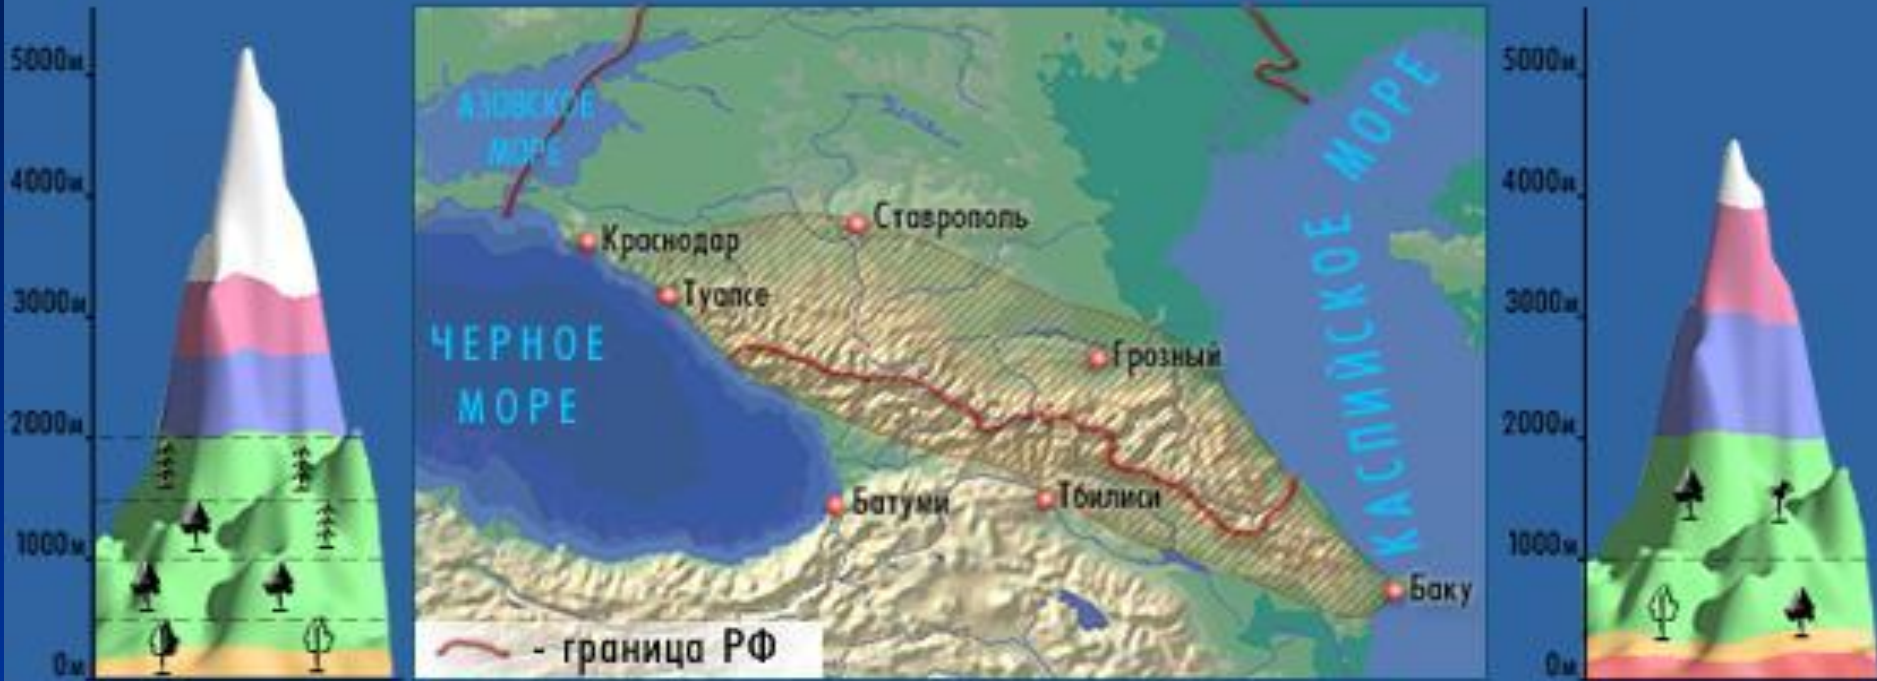 5000м
4000м
3000м
2000м
1000м
0м
АЗОВСКОЕ
МОРЕ
Краснодар
Ставрополь
Туапсе
ЧЕРНОЕ
МОРЕ
Грозный
КАСПИЙСКОЕ МОРЕ
Батуми
Тбилиси
Баку
- граница РФ
5000м
4000м
3000м
2000м
1000м
0м